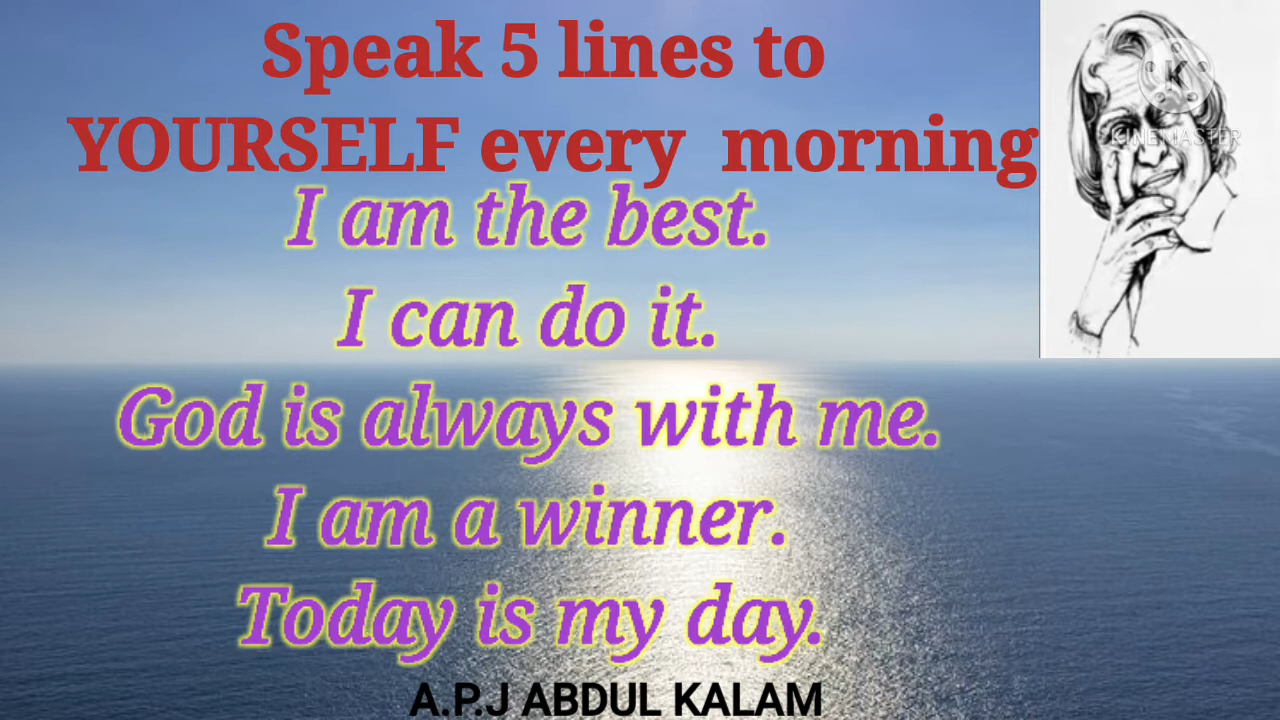 Speak 5 lines to
YOURSELF every morning
I am the best.
I can do it.
God is always with me.
I am a winner.
Today is my day.
A.P.J ABDUL KALAM
K
KINEMASTER